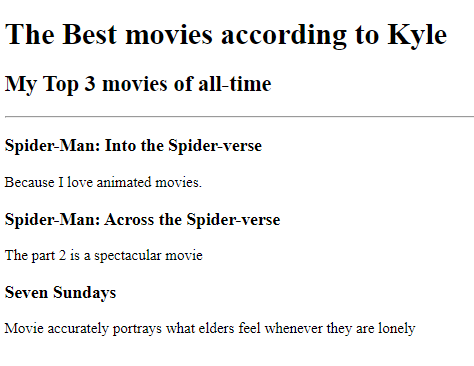 The Best movies according to Kyle
My Top 3 movies of all-time
Spider-Man: Into the Spider-verse
Because I love animated movies.
Spider-Man: Across the Spider-verse
The part 2 is a spectacular movie
Seven Sundays
Movie accurately portrays what elders feel whenever they are lonely